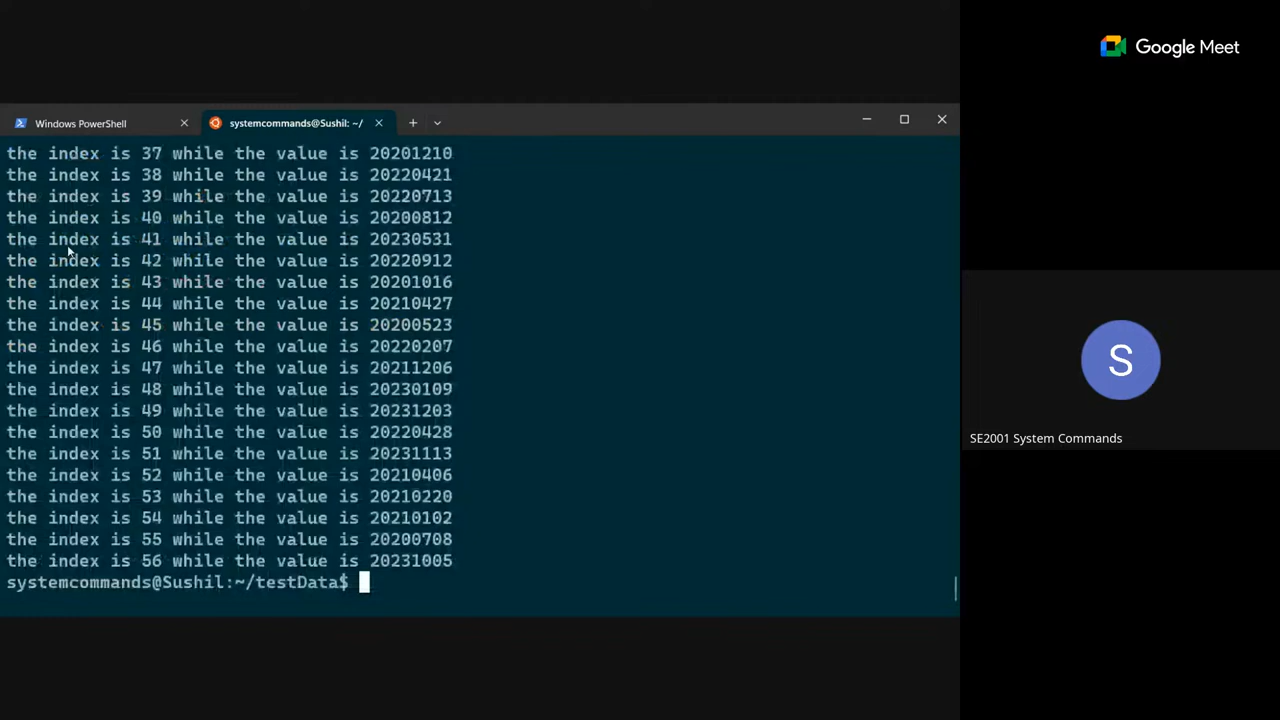 Google Meet
Windows PowerShell
systemcommands@Sushil: ~/
the index is 37 while the value is 20201210
the index is 38 while the value is 20220421
the index is 39 while the value is 20220713
the index is 40 while the value is 20200812
the index is 41 while the value is 20230531
the index is 42 while the value is 20220912
the index is 43 while the value is 20201016
the index is 44 while the value is 20210427
the index is 45 while the value is 20200523
the index is 46 while the value is 20220207
the index is 47 while the value is 20211206
the index is 48 while the value is 20230109
the index is 49 while the value is 20231203
the index is 50 while the value is 20220428
the index is 51 while the value is 20231113
the index is 52 while the value is 20210406
the index is 53 while the value is 20210220
the index is 54 while the value is 20210102
the index is 55 while the value is 20200708
the index is 56 while the value is 20231005
systemcommands@Sushil:~/testData$
S
SE2001 System Commands